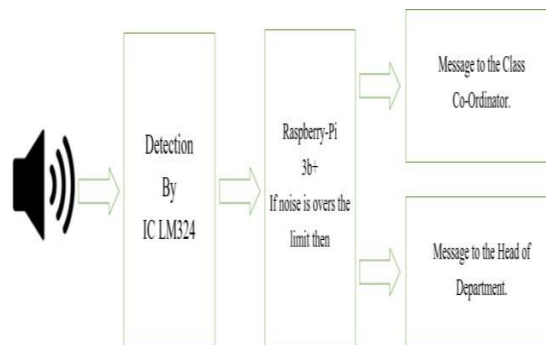 Detection
By
IC LM324
Raspberry-Pi
3b+
If noise is overs the
limit then
Message to the Class
Co-Ordinator.
Message to the Head of
Department.